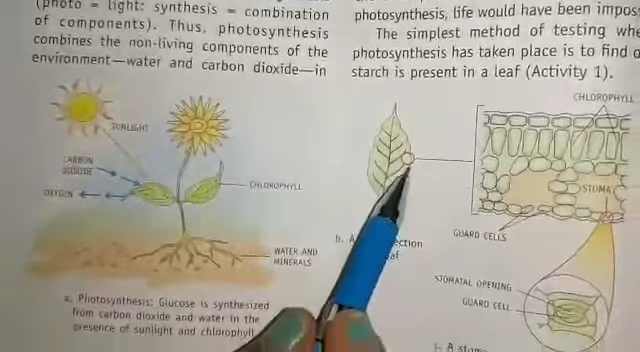 (photo = light: synthesis = combination
of components). Thus, photosynthesis
combines the non-living components of the
environment—water and carbon dioxide—in
photosynthesis, life would have been
The simplest method of testing
photosynthesis has taken place is to find
starch is present in a leaf (Activity 1).
SUNLIGHT
CARBON
DIOXIDE
OXYGEN
CHLOROPHYLL
WATER AND
MINERALS
a. Photosynthesis: Glucose is synthesized
from carbon dioxide and water in the
presence of sunlight and chlorophyll
CHLOROPHYLL
STOMA
GUARD CELLS
b.
STOMATAL OPENING
GUARD CELL
A